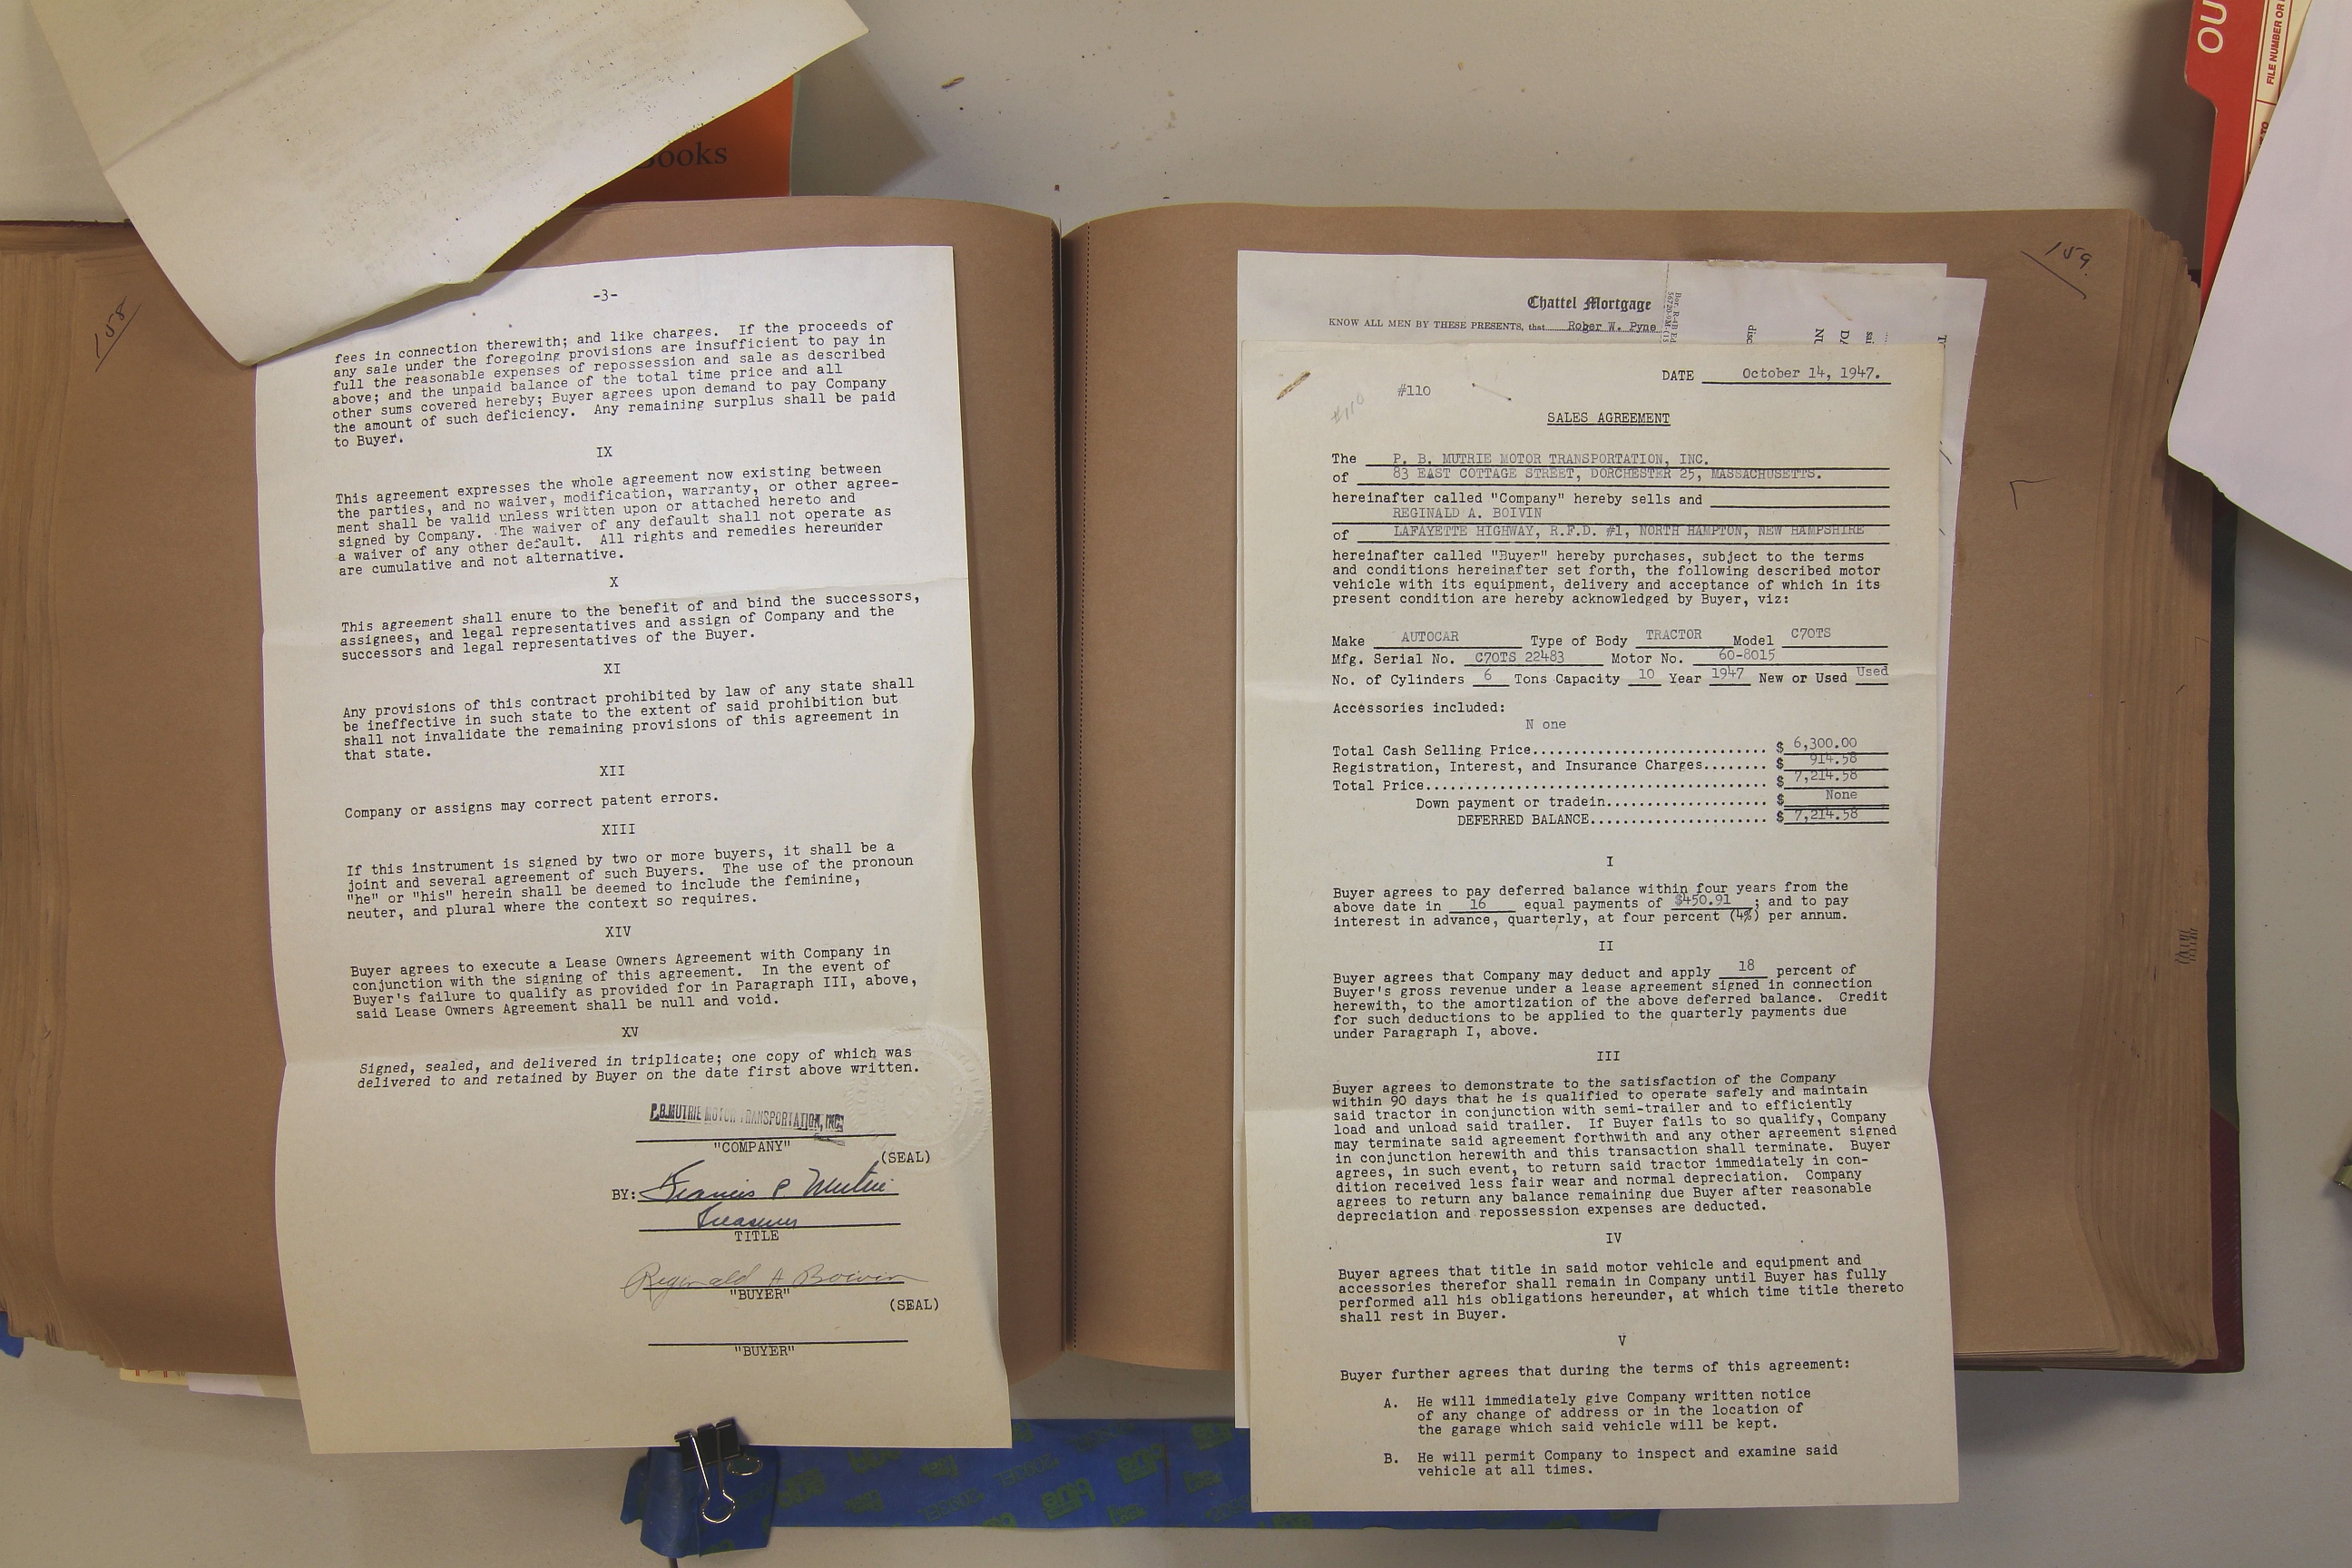 ooks
OU
FILE NUMBER OR
158
-3-
fees in connection therewith; and like charges. If the proceeds of
any sale under the foregoing provisions are insufficient to pay in
full the reasonable expenses of repossession and sale as described
above; and the unpaid balance of the total time price and all
other sums covered hereby; Buyer agrees upon demand to pay Company
the amount of such deficiency. Any remaining surplus shall be paid
to Buyer.
IX
This agreement expresses the whole agreement now existing between
the parties, and no waiver, modification, warranty, or other agree-
ment shall be valid unless written upon or attached hereto and
signed by Company. The waiver of any default shall not operate as
a waiver of any other default. All rights and remedies hereunder
are cumulative and not alternative.
X
This agreement shall enure to the benefit of and bind the successors,
assignees, and legal representatives and assign of Company and the
successors and legal representatives of the Buyer.
XI
Any provisions of this contract prohibited by law of any state shall
be ineffective in such state to the extent of said prohibition but
shall not invalidate the remaining provisions of this agreement in
that state.
XII
Company or assigns may correct patent errors.
XIII
If this instrument is signed by two or more buyers, it shall be a
joint and several agreement of such Buyers. The use of the pronoun
"he" or "his" herein shall be deemed to include the feminine,
neuter, and plural where the context so requires.
XIV
Buyer agrees to execute a Lease Owners Agreement with Company in
conjunction with the signing of this agreement. In the event of
Buyer's failure to qualify as provided for in Paragraph III, above,
said Lease Owners Agreement shall be null and void.
XV
Signed, sealed, and delivered in triplicate; one copy of which was
delivered to and retained by Buyer on the date first above written.
P.B.MUTRIE MOTOR TRANSPORTATION, INC.
"COMPANY"
(SEAL)
BY: Francis P. Mutrie
Treasurer
TITLE
Reginald A Boivin
"BUYER"
(SEAL)
"BUYER"
159
Chattel Mortgage
KNOW ALL MEN BY THESE PRESENTS, that Rober W. Pyne
DATE October 14, 1947.
#110
#110
SALES AGREEMENT
The P. B. MUTRIE MOTOR TRANSPORTATION, INC.
of 83 EAST COTTAGE STREET, DORCHESTER 25, MASSACHUSETTS.
hereinafter called "Company" hereby sells and
REGINALD A. BOIVIN
of LAFAYETTE HIGHWAY, R.F.D. #1, NORTH HAMPTON, NEW HAMPSHIRE
hereinafter called "Buyer" hereby purchases, subject to the terms
and conditions hereinafter set forth, the following described motor
vehicle with its equipment, delivery and acceptance of which in its
present condition are hereby acknowledged by Buyer, viz:
Make AUTOCAR Type of Body TRACTOR Model C70TS
Mfg. Serial No. C70TS 22483 Motor No. 60-8015
No. of Cylinders 6 Tons Capacity 10 Year 1947 New or Used Used
Accessories included:
N one
Total Cash Selling Price........................... $ 6,300.00
Registration, Interest, and Insurance Charges........ $ 914.58
Total Price....................................... $ 7,214.58
Down payment or tradein.................... $ None
DEFERRED BALANCE...................... $ 7,214.58
I
Buyer agrees to pay deferred balance within four years from the
above date in 16 equal payments of $450.91 ; and to pay
interest in advance, quarterly, at four percent (4%) per annum.
II
Buyer agrees that Company may deduct and apply 18 percent of
Buyer's gross revenue under a lease agreement signed in connection
herewith, to the amortization of the above deferred balance. Credit
for such deductions to be applied to the quarterly payments due
under Paragraph I, above.
III
Buyer agrees to demonstrate to the satisfaction of the Company
within 90 days that he is qualified to operate safely and maintain
said tractor in conjunction with semi-trailer and to efficiently
load and unload said trailer. If Buyer fails to so qualify, Company
may terminate said agreement forthwith and any other agreement signed
in conjunction herewith and this transaction shall terminate. Buyer
agrees, in such event, to return said tractor immediately in con-
dition received less fair wear and normal depreciation. Company
agrees to return any balance remaining due Buyer after reasonable
depreciation and repossession expenses are deducted.
IV
Buyer agrees that title in said motor vehicle and equipment and
accessories therefor shall remain in Company until Buyer has fully
performed all his obligations hereunder, at which time title thereto
shall rest in Buyer.
V
Buyer further agrees that during the terms of this agreement:
A. He will immediately give Company written notice
of any change of address or in the location of
the garage which said vehicle will be kept.
B. He will permit Company to inspect and examine said
vehicle at all times.